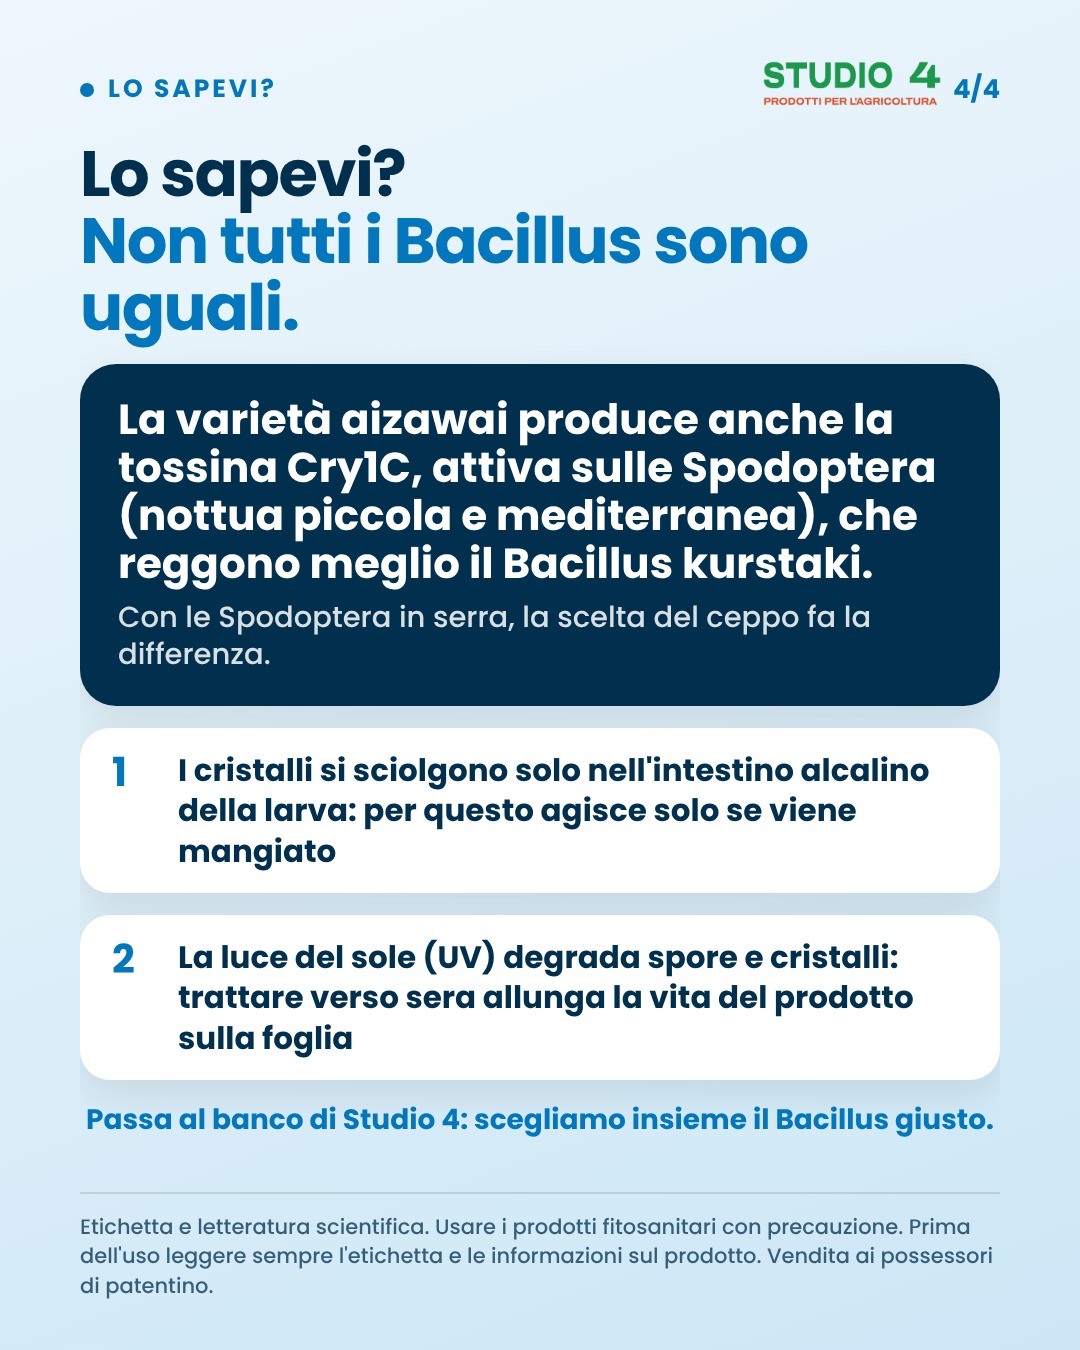 LO SAPEVI?
STUDIO 4
PRODOTTI PER L'AGRICOLTURA
4/4
Lo sapevi?
Non tutti i Bacillus sono
uguali.
La varietà aizawai produce anche la
tossina Cry1C, attiva sulle Spodoptera
(nottua piccola e mediterranea), che
reggono meglio il Bacillus kurstaki.
Con le Spodoptera in serra, la scelta del ceppo fa la
differenza.
1
I cristalli si sciolgono solo nell'intestino alcalino
della larva: per questo agisce solo se viene
mangiato
2
La luce del sole (UV) degrada spore e cristalli:
trattare verso sera allunga la vita del prodotto
sulla foglia
Passa al banco di Studio 4: scegliamo insieme il Bacillus giusto.
Etichetta e letteratura scientifica. Usare i prodotti fitosanitari con precauzione. Prima
dell'uso leggere sempre l'etichetta e le informazioni sul prodotto. Vendita ai possessori
di patentino.